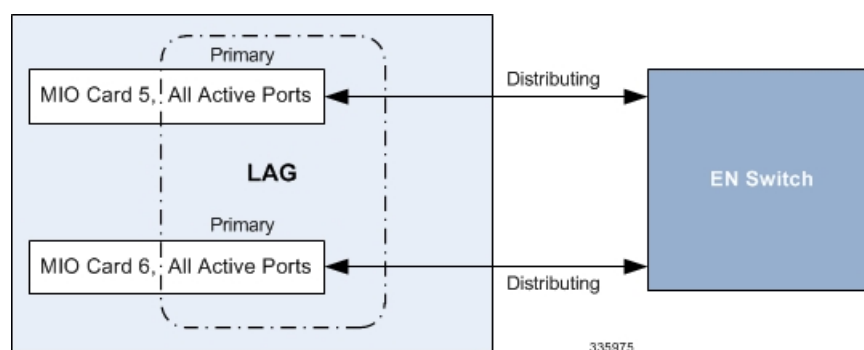 Primary
MIO Card 5, All Active Ports
Distributing
LAG
EN Switch
Primary
MIO Card 6, All Active Ports
Distributing
335975